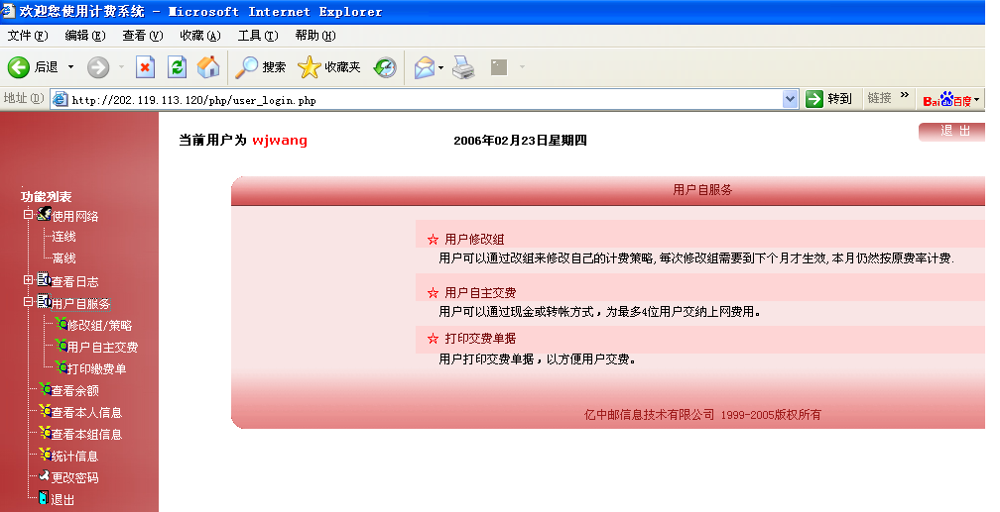 欢迎您使用计费系统 - Microsoft Internet Explorer
文件(F) 编辑(E) 查看(V) 收藏(A) 工具(T) 帮助(H)
后退 搜索 收藏夹
地址(D) http://202.119.113.120/php/user_login.php 转到 链接 » Bai du 百度
当前用户为 wjwang 2006年02月23日星期四 退 出
功能列表
使用网络
连线
离线
查看日志
用户自服务
修改组/策略
用户自主交费
打印缴费单
查看余额
查看本人信息
查看本组信息
统计信息
更改密码
退出
用户自服务
☆ 用户修改组
用户可以通过改组来修改自己的计费策略,每次修改组需要到下个月才生效,本月仍然按原费率计费.
☆ 用户自主交费
用户可以通过现金或转帐方式，为最多4位用户交纳上网费用。
☆ 打印交费单据
用户打印交费单据，以方便用户交费。
亿中邮信息技术有限公司 1999-2005版权所有